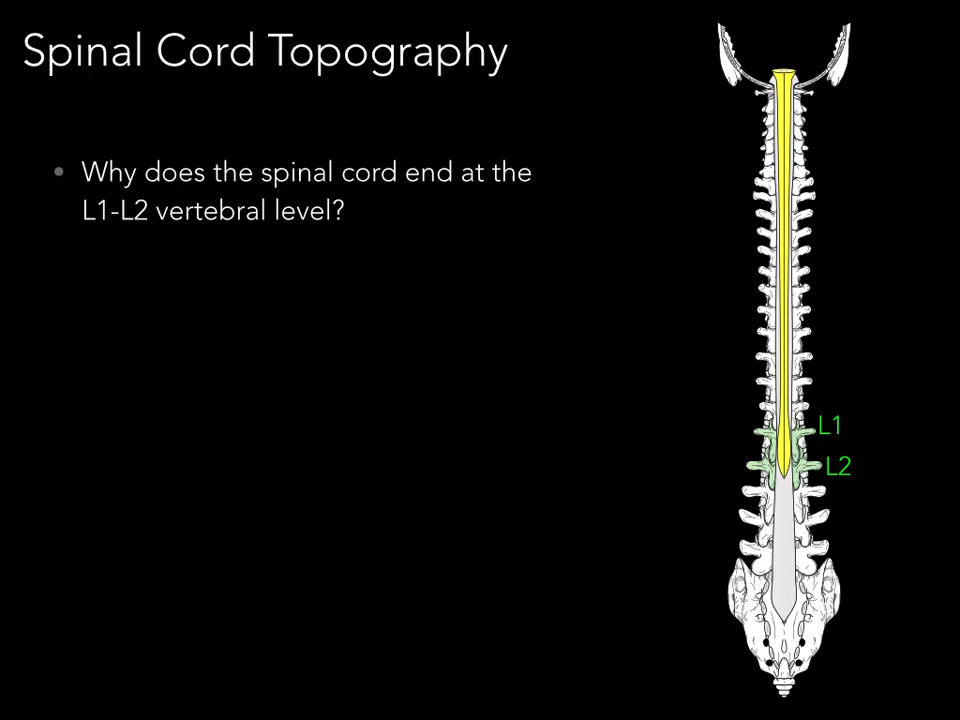 Spinal Cord Topography
• Why does the spinal cord end at the
L1-L2 vertebral level?
L1
L2